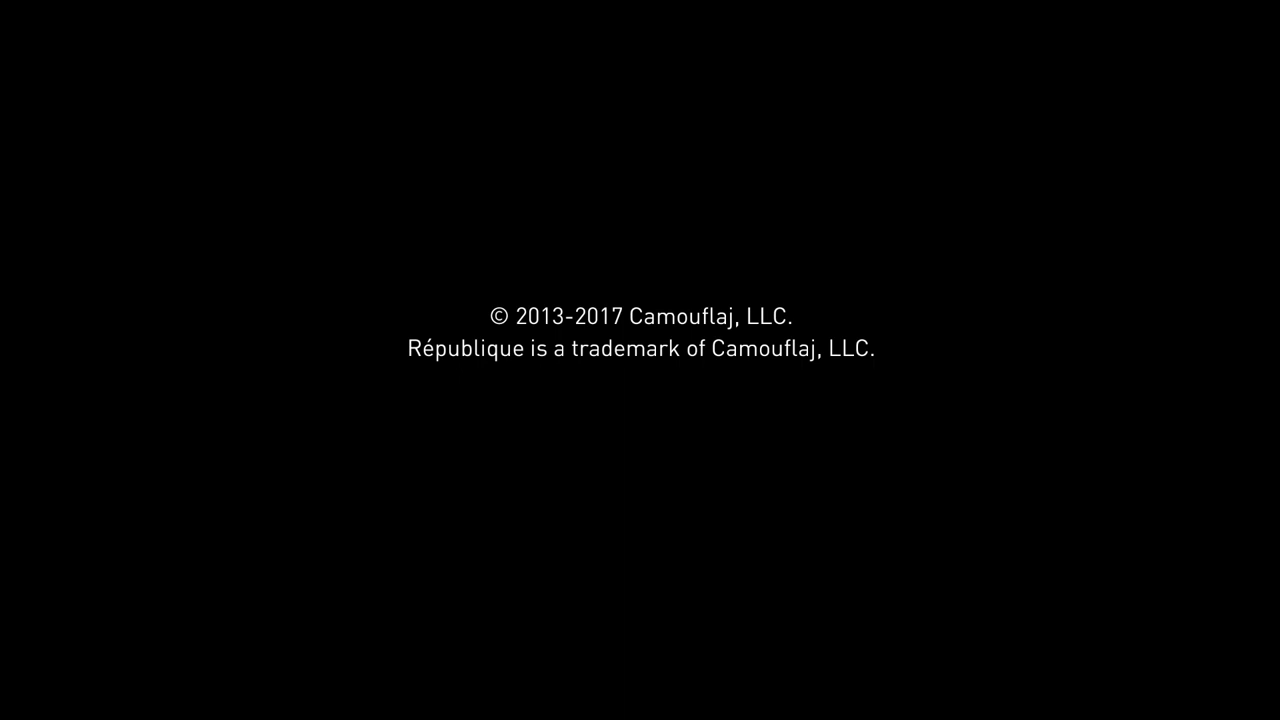 © 2013-2017 Camouflaj, LLC.
République is a trademark of Camouflaj, LLC.